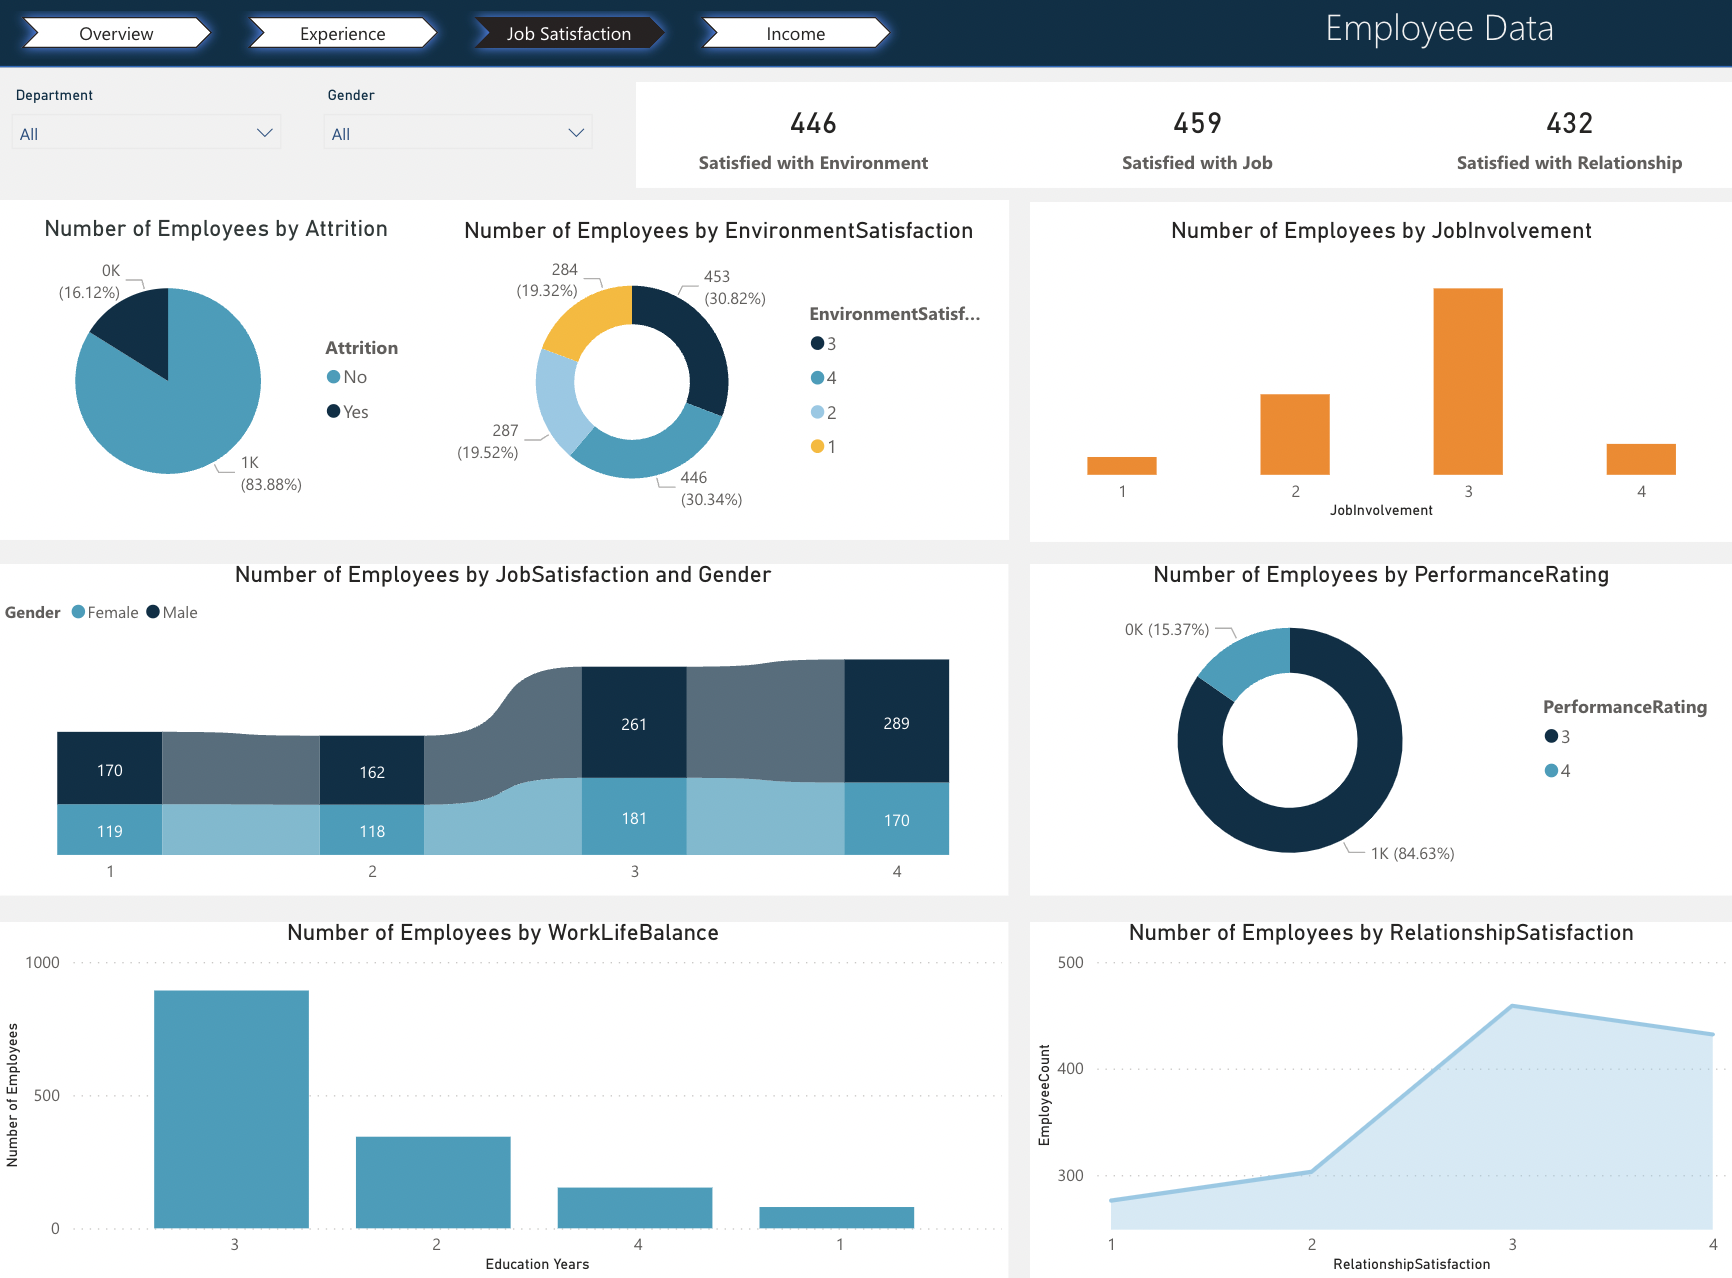 Overview
Experience
Job Satisfaction
Income
Employee Data
Department
Gender
All
All
446
Satisfied with Environment
459
Satisfied with Job
432
Satisfied with Relationship
Number of Employees by Attrition
0K
(16.12%)
1K
(83.88%)
Attrition
No
Yes
Number of Employees by EnvironmentSatisfaction
284
(19.32%)
453
(30.82%)
287
(19.52%)
446
(30.34%)
EnvironmentSatisf...
3
4
2
1
Number of Employees by JobInvolvement
1
2
3
4
JobInvolvement
Number of Employees by JobSatisfaction and Gender
Gender Female Male
170
162
261
289
119
118
181
170
1
2
3
4
Number of Employees by PerformanceRating
0K (15.37%)
1K (84.63%)
PerformanceRating
3
4
Number of Employees by WorkLifeBalance
Number of Employees
1000
500
0
3
2
4
1
Education Years
Number of Employees by RelationshipSatisfaction
EmployeeCount
500
400
300
1
2
3
4
RelationshipSatisfaction